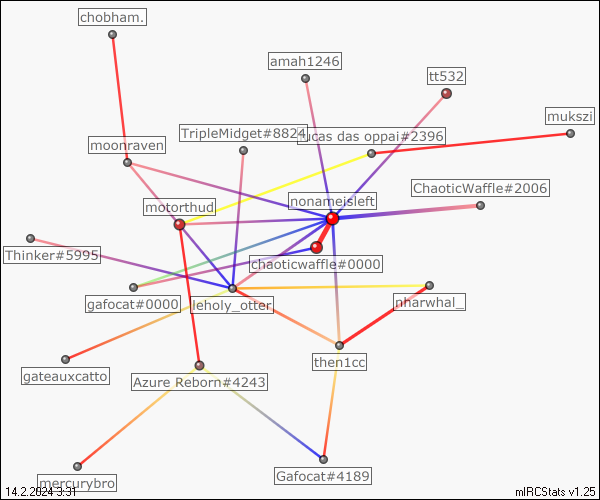 chobham.
amah1246
tt532
mukszi
TripleMidget#8824
lucas das oppai#2396
moonraven
ChaoticWaffle#2006
nonameisleft
motorthud
Thinker#5995
chaoticwaffle#0000
gafocat#0000
leholy_otter
nharwhal_
then1cc
gateauxcatto
Azure Reborn#4243
Gafocat#4189
mercurybro
14.2.2024 3:31
mIRCStats v1.25